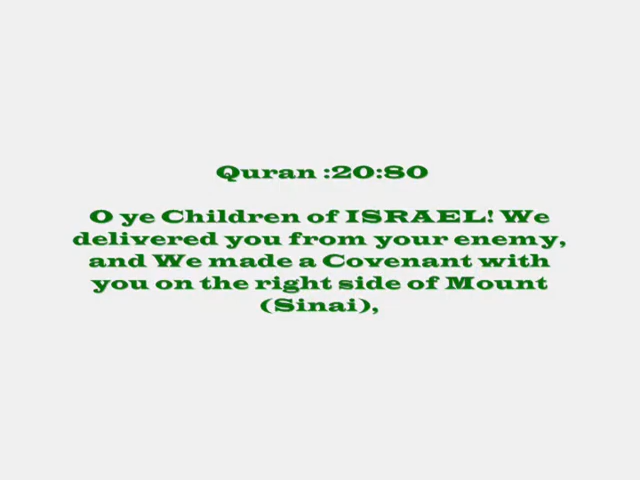 Quran :20:80
O ye Children of ISRAEL! We
delivered you from your enemy,
and We made a Covenant with
you on the right side of Mount
(Sinai),